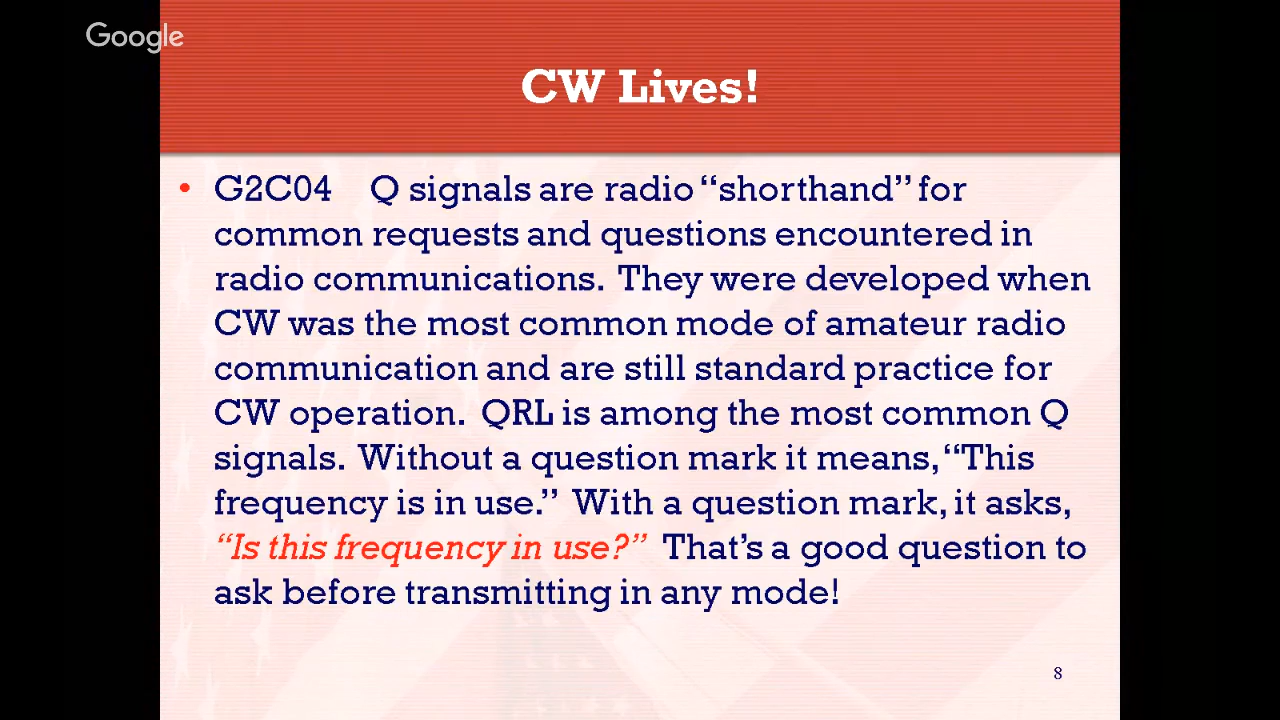 Google
CW Lives!
• G2C04 Q signals are radio “shorthand” for
common requests and questions encountered in
radio communications. They were developed when
CW was the most common mode of amateur radio
communication and are still standard practice for
CW operation. QRL is among the most common Q
signals. Without a question mark it means, “This
frequency is in use.” With a question mark, it asks,
“Is this frequency in use?” That’s a good question to
ask before transmitting in any mode!
8